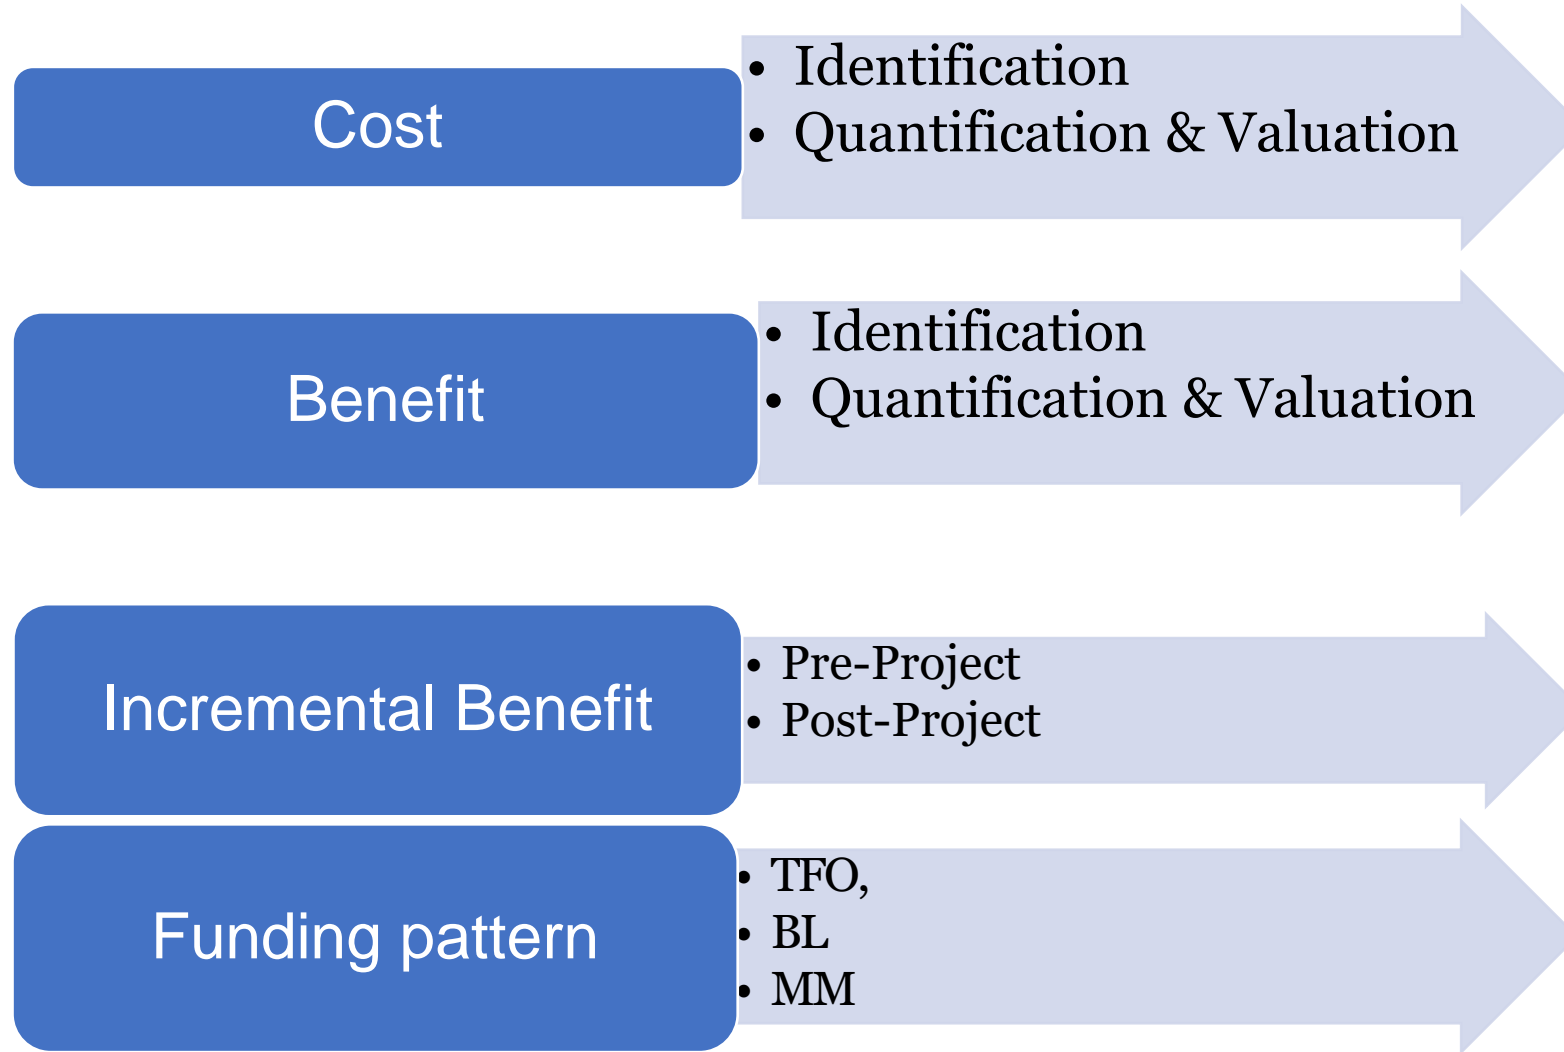 Cost
• Identification
• Quantification & Valuation
Benefit
• Identification
• Quantification & Valuation
Incremental Benefit
• Pre-Project
• Post-Project
Funding pattern
• TFO,
• BL
• MM